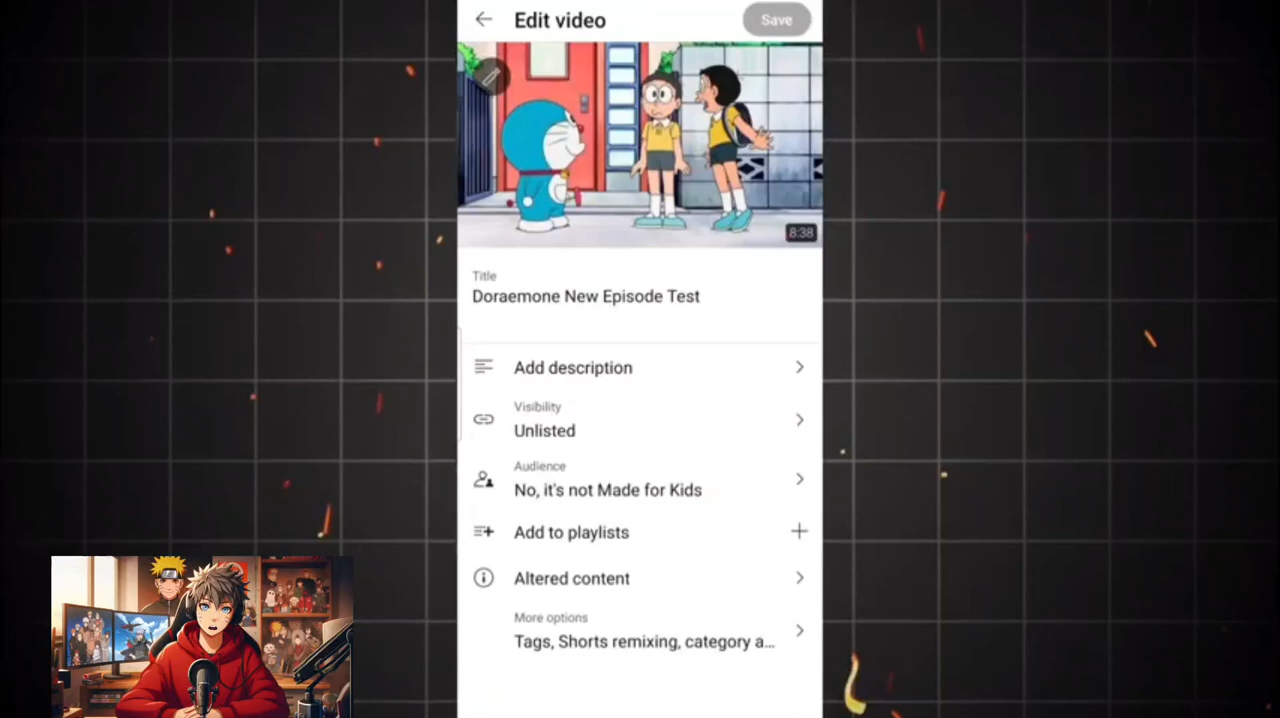 Edit video
Save
8:38
Title
Doraemone New Episode Test
Add description
Visibility
Unlisted
Audience
No, it's not Made for Kids
Add to playlists
Altered content
More options
Tags, Shorts remixing, category a...